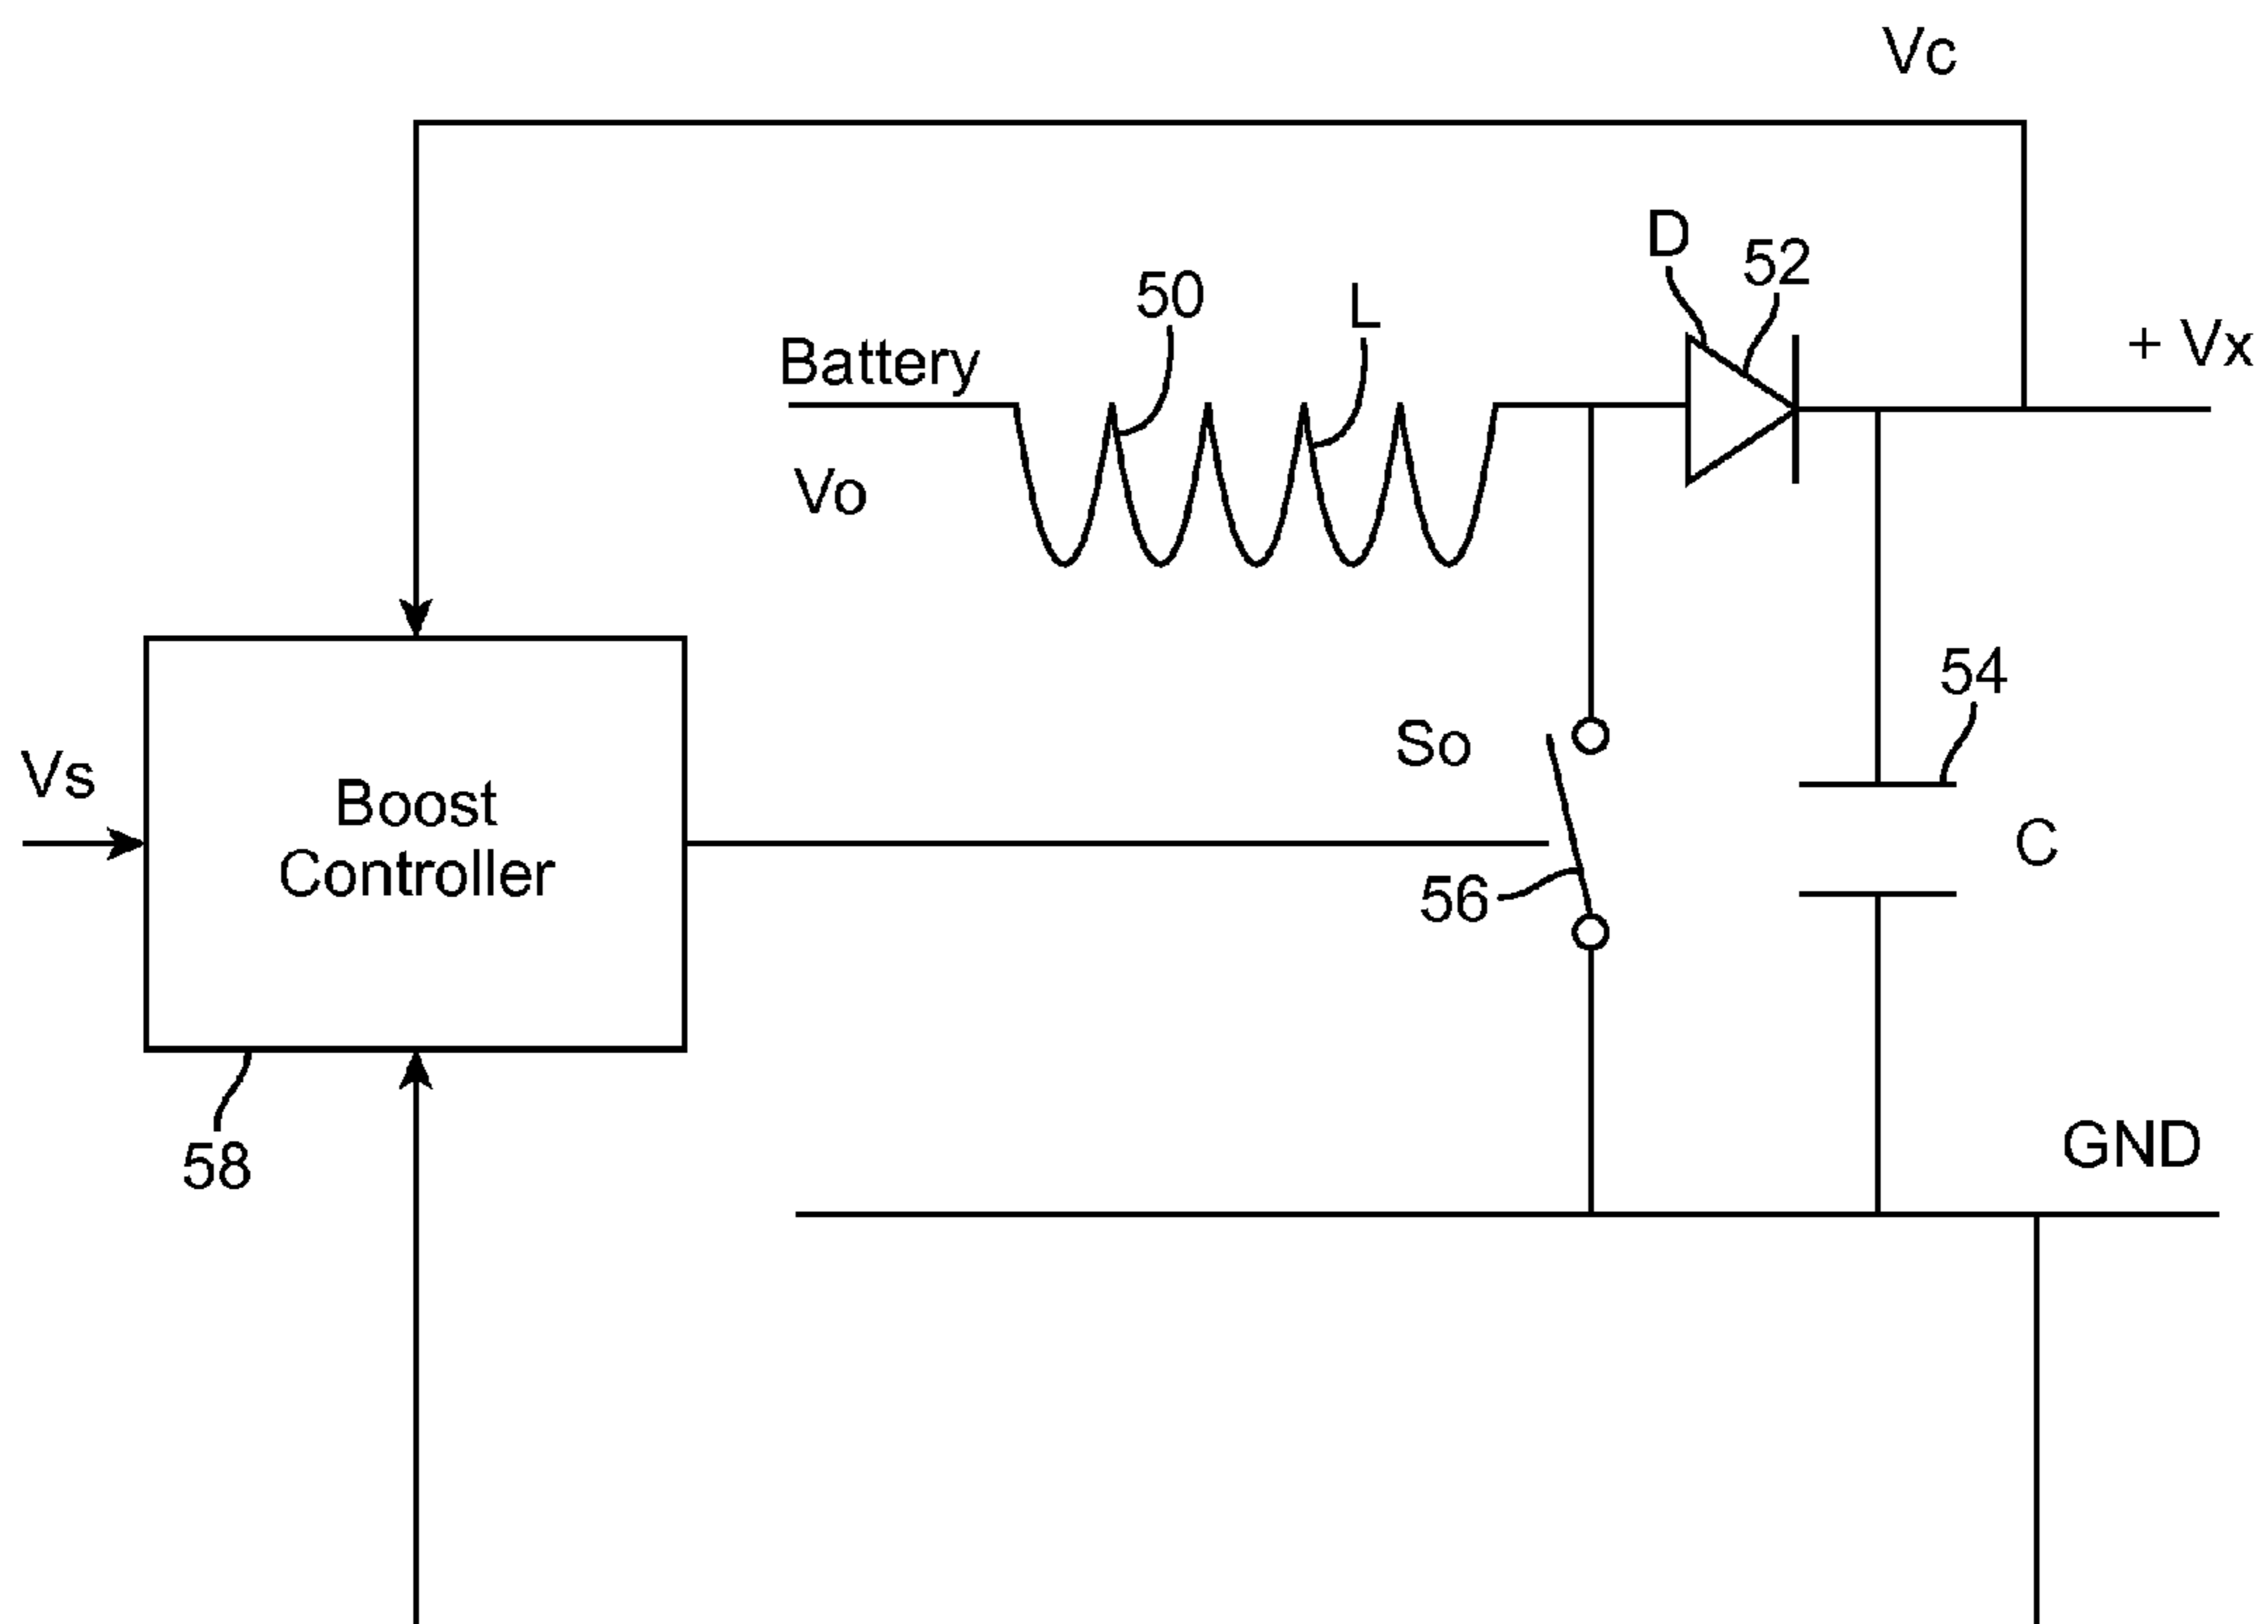 Vc
D
52
50
L
+ Vx
Battery
Vo
54
So
Vs
Boost
Controller
C
56
GND
58